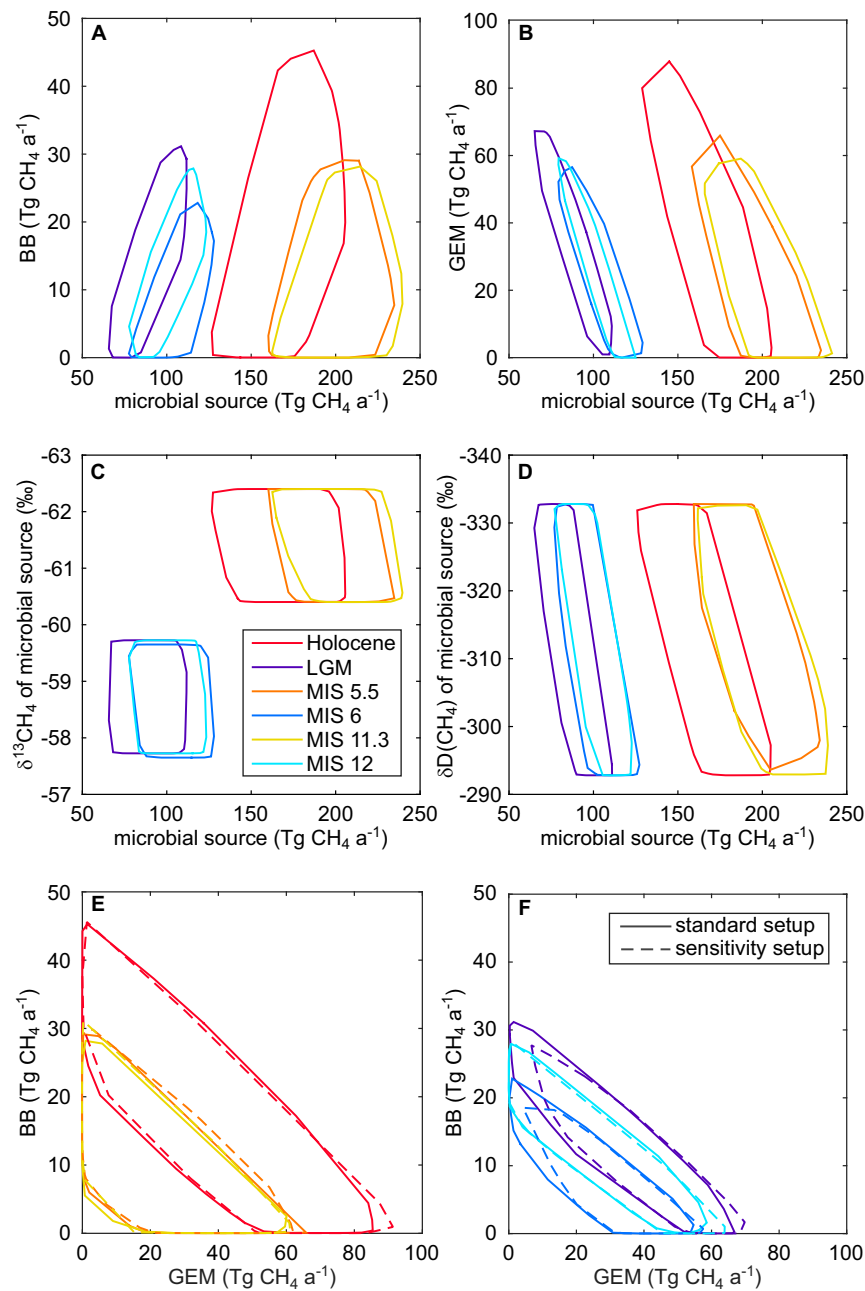 A
50
40
30
20
10
0
BB (Tg CH₄ a⁻¹)
50 100 150 200 250
microbial source (Tg CH₄ a⁻¹)
B
100
80
60
40
20
0
GEM (Tg CH₄ a⁻¹)
50 100 150 200 250
microbial source (Tg CH₄ a⁻¹)
C
-63
-62
-61
-60
-59
-58
-57
δ¹³CH₄ of microbial source (‰)
Holocene
LGM
MIS 5.5
MIS 6
MIS 11.3
MIS 12
50 100 150 200 250
microbial source (Tg CH₄ a⁻¹)
D
-340
-330
-320
-310
-300
-290
δD(CH₄) of microbial source (‰)
50 100 150 200 250
microbial source (Tg CH₄ a⁻¹)
E
50
40
30
20
10
0
BB (Tg CH₄ a⁻¹)
0 20 40 60 80 100
GEM (Tg CH₄ a⁻¹)
F
standard setup
sensitivity setup
50
40
30
20
10
0
BB (Tg CH₄ a⁻¹)
0 20 40 60 80 100
GEM (Tg CH₄ a⁻¹)